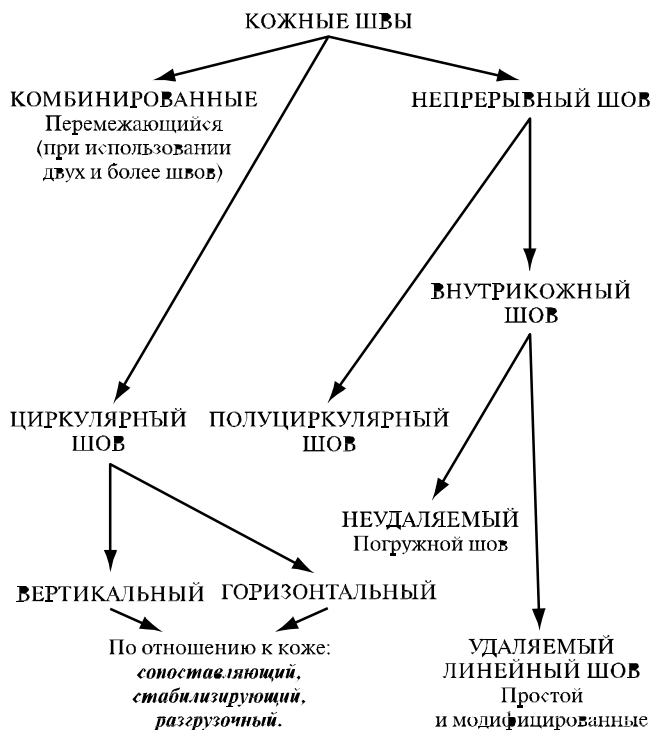 КОЖНЫЕ ШВЫ
КОМБИНИРОВАННЫЕ
Перемежающийся
(при использовании
двух и более швов)
НЕПРЕРЫВНЫЙ ШОВ
ВНУТРИКОЖНЫЙ
ШОВ
ЦИРКУЛЯРНЫЙ
ШОВ
ПОЛУЦИРКУЛЯРНЫЙ
ШОВ
НЕУДАЛЯЕМЫЙ
Погружной шов
ВЕРТИКАЛЬНЫЙ
ГОРИЗОНТАЛЬНЫЙ
По отношению к коже:
сопоставляющий,
стабилизирующий,
разгрузочный.
УДАЛЯЕМЫЙ
ЛИНЕЙНЫЙ ШОВ
Простой
и модифицированные